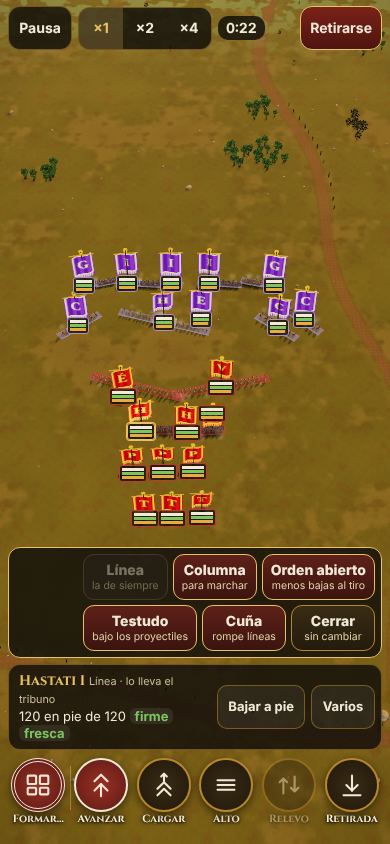 Pausa
×1
×2
×4
0:22
Retirarse
G I I I G
C H E C C
É V
H H
P P P
T T T
Línea
la de siempre
Columna
para marchar
Orden abierto
menos bajas al tiro
Testudo
bajo los proyectiles
Cuña
rompe líneas
Cerrar
sin cambiar
HASTATI I Línea · lo lleva el
tribuno
120 en pie de 120 firme
fresca
Bajar a pie
Varios
FORMAR...
AVANZAR
CARGAR
ALTO
RELEVO
RETIRADA